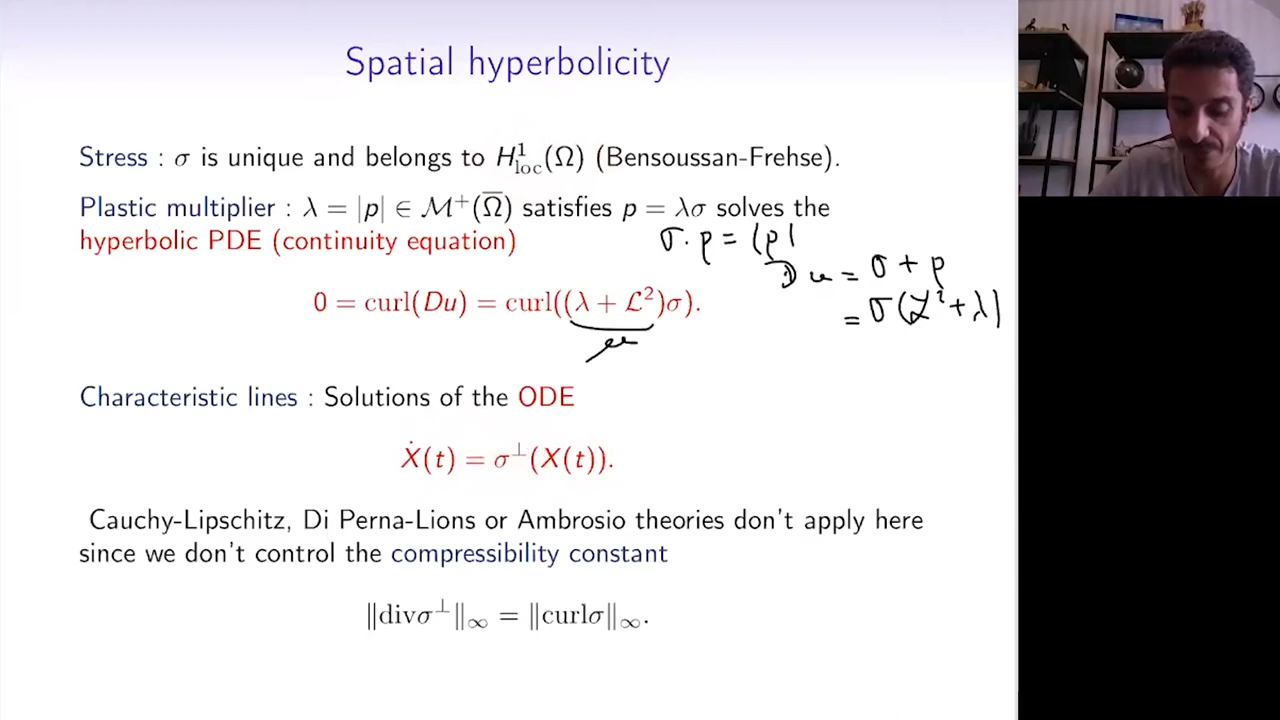 Spatial hyperbolicity
Stress : σ is unique and belongs to H¹loc(Ω) (Bensoussan-Frehse).
Plastic multiplier : λ = |p| ∈ ℳ⁺(Ω̅) satisfies p = λσ solves the
hyperbolic PDE (continuity equation)
σ · p = |p|
Du = σ + p
= σ(ℒ² + λ)
0 = curl(Du) = curl((λ + ℒ²)σ).
μ
Characteristic lines : Solutions of the ODE
Ẋ(t) = σ⊥(X(t)).
Cauchy-Lipschitz, Di Perna-Lions or Ambrosio theories don't apply here
since we don't control the compressibility constant
‖divσ⊥‖∞ = ‖curlσ‖∞.